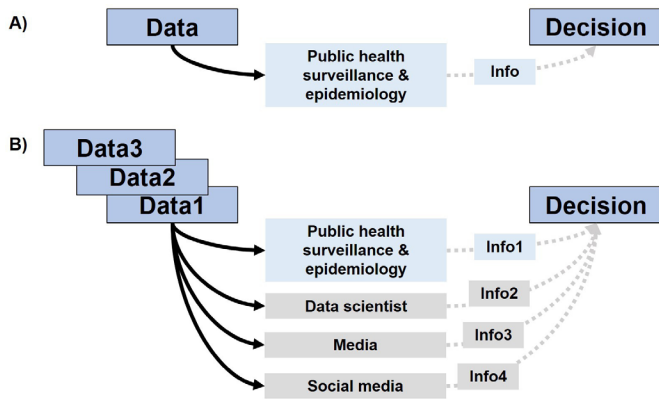 A)
Data
Decision
Public health
surveillance &
epidemiology
Info
B)
Data3
Data2
Data1
Decision
Public health
surveillance &
epidemiology
Info1
Data scientist
Info2
Media
Info3
Social media
Info4